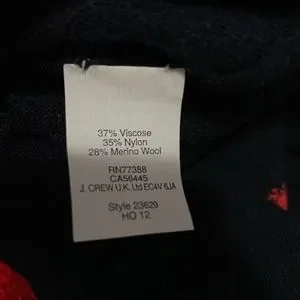 37% Viscose
35% Nylon
28% Merino Wool
RN77388
CA56445
J. CREW U.K. Ltd EC4V 6JA
Style 23629
HO 12